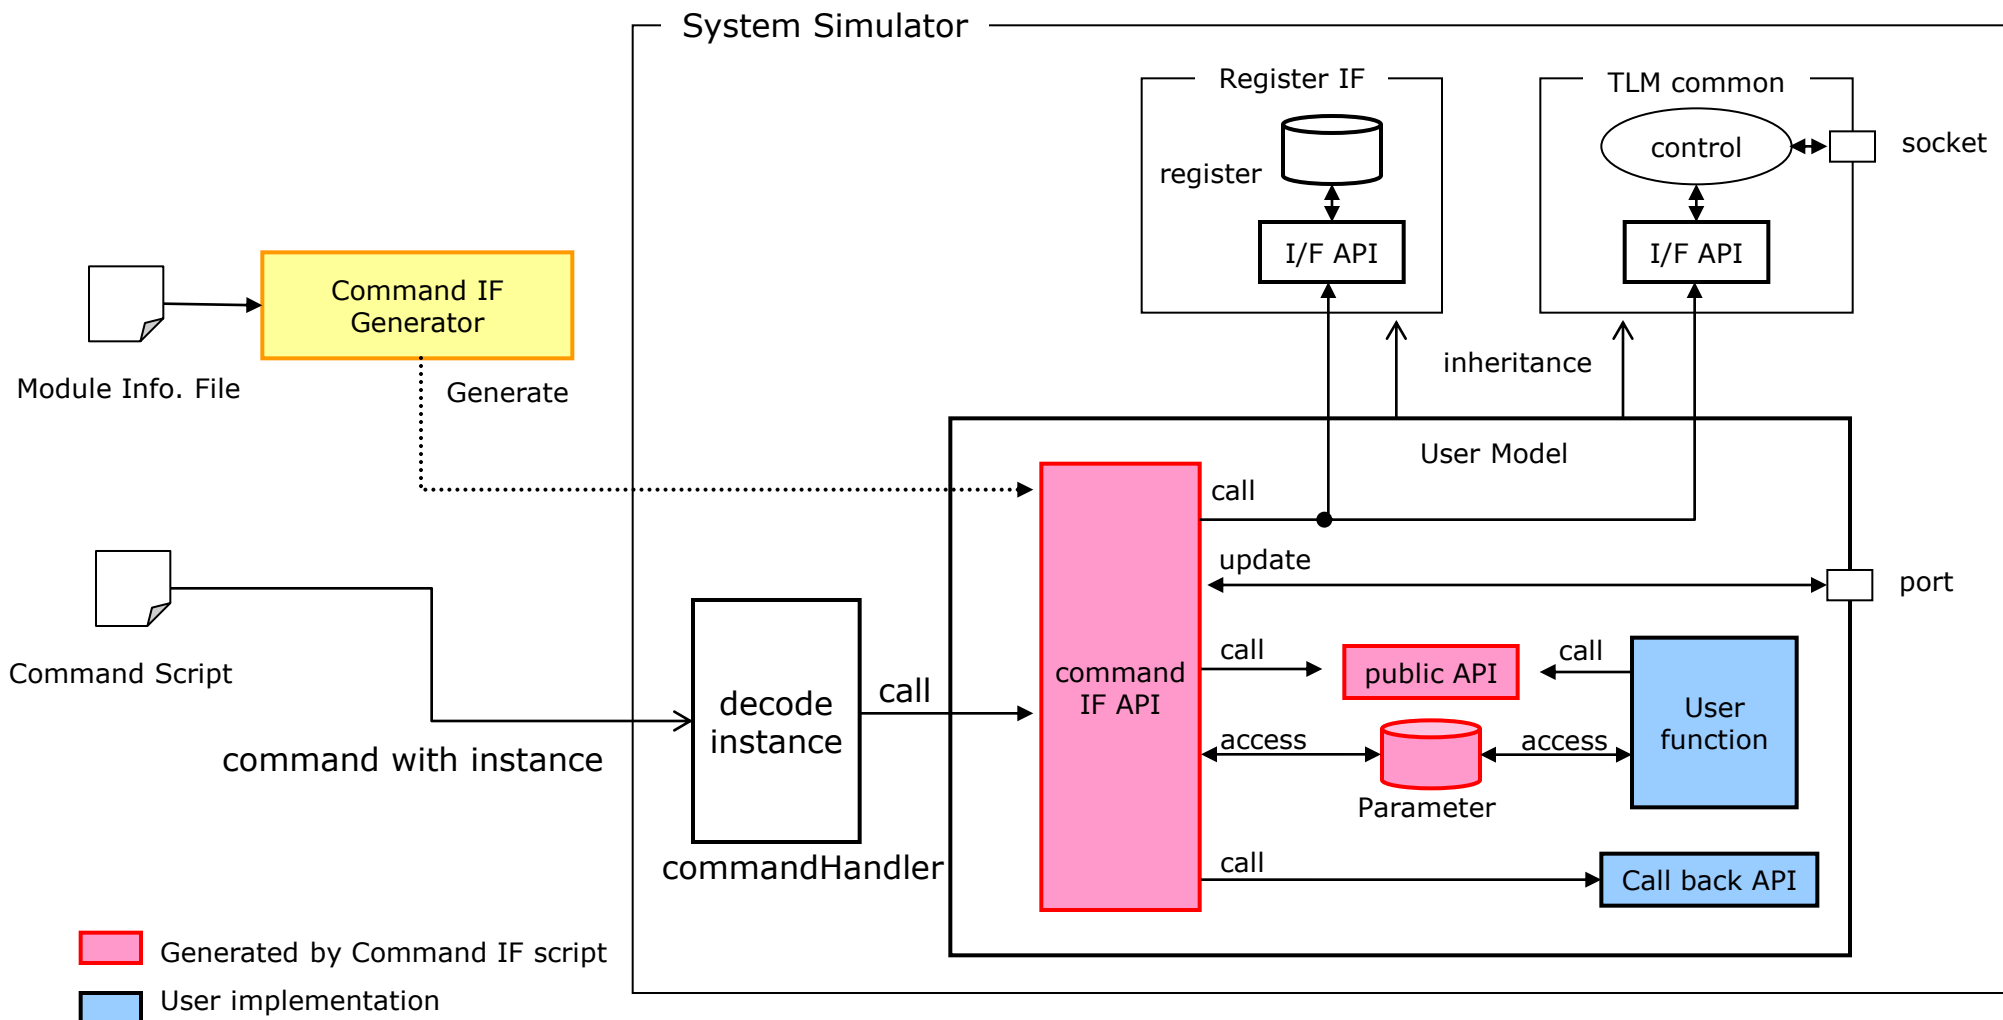 System Simulator
Register IF
TLM common
control
socket
register
I/F API
I/F API
Command IF
Generator
Module Info. File
Generate
inheritance
User Model
call
update
port
Command Script
decode
instance
call
command
IF API
call
public API
call
User
function
access
access
Parameter
command with instance
commandHandler
call
Call back API
Generated by Command IF script
User implementation